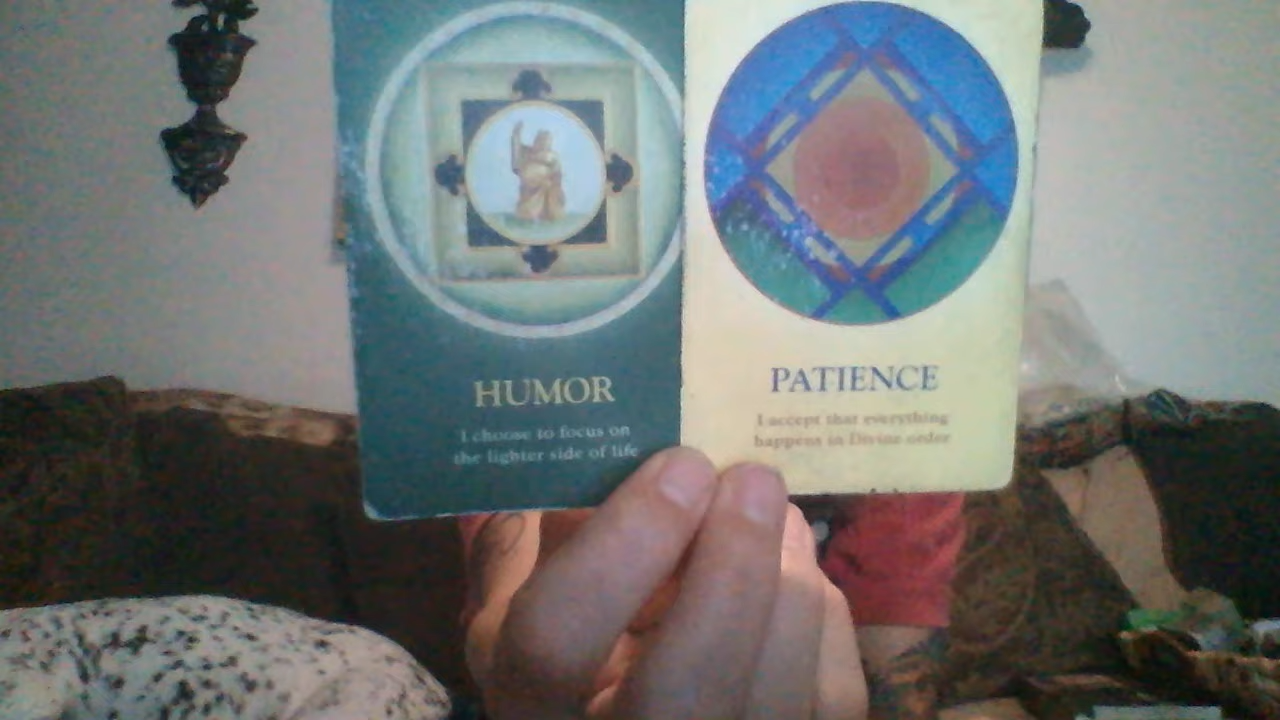 HUMOR
I choose to focus on
the lighter side of life
PATIENCE
I accept that everything
happens in Divine order